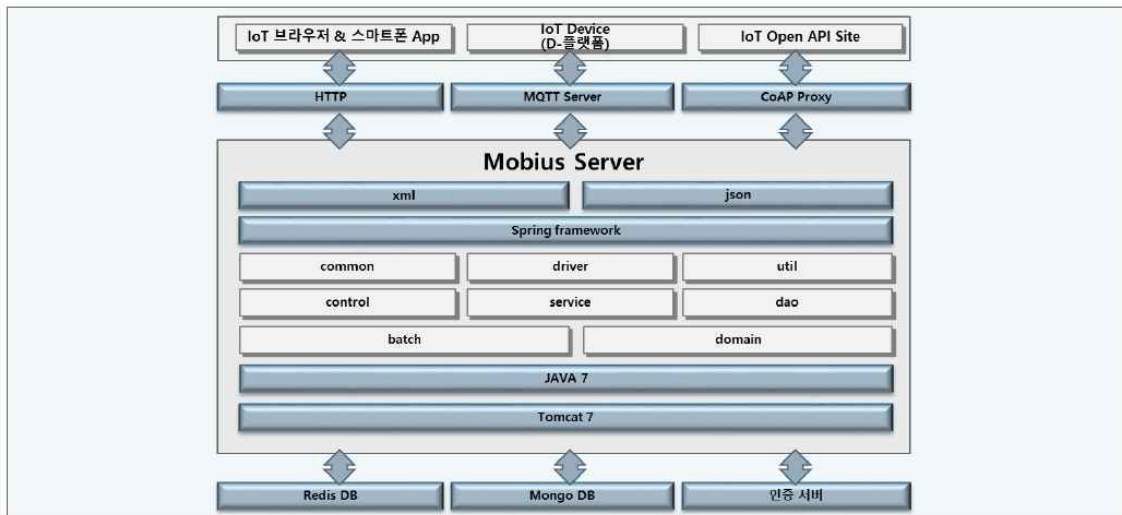 IoT 브라우저 & 스마트폰 App
IoT Device
(D-플랫폼)
IoT Open API Site
HTTP
MQTT Server
CoAP Proxy
Mobius Server
xml
json
Spring framework
common
driver
util
control
service
dao
batch
domain
JAVA 7
Tomcat 7
Redis DB
Mongo DB
인증 서버